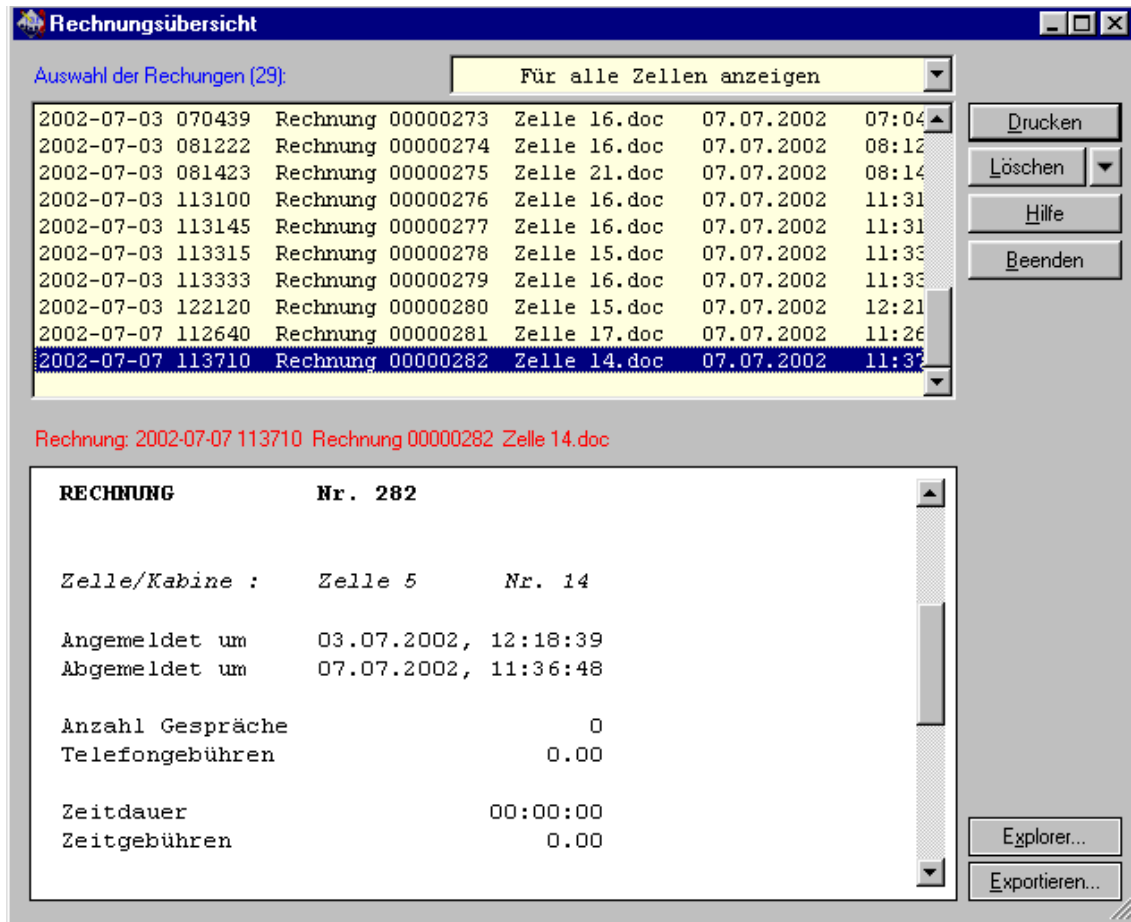 Rechnungsübersicht
Auswahl der Rechungen (29): Für alle Zellen anzeigen
2002-07-03 070439 Rechnung 00000273 Zelle 16.doc 07.07.2002 07:04
2002-07-03 081222 Rechnung 00000274 Zelle 16.doc 07.07.2002 08:12
2002-07-03 081423 Rechnung 00000275 Zelle 21.doc 07.07.2002 08:14
2002-07-03 113100 Rechnung 00000276 Zelle 16.doc 07.07.2002 11:31
2002-07-03 113145 Rechnung 00000277 Zelle 16.doc 07.07.2002 11:31
2002-07-03 113315 Rechnung 00000278 Zelle 15.doc 07.07.2002 11:33
2002-07-03 113333 Rechnung 00000279 Zelle 16.doc 07.07.2002 11:33
2002-07-03 122120 Rechnung 00000280 Zelle 15.doc 07.07.2002 12:21
2002-07-07 112640 Rechnung 00000281 Zelle 17.doc 07.07.2002 11:26
2002-07-07 113710 Rechnung 00000282 Zelle 14.doc 07.07.2002 11:37
Drucken
Löschen
Hilfe
Beenden
Rechnung: 2002-07-07 113710 Rechnung 00000282 Zelle 14.doc
RECHNUNG Nr. 282
Zelle/Kabine : Zelle 5 Nr. 14
Angemeldet um 03.07.2002, 12:18:39
Abgemeldet um 07.07.2002, 11:36:48
Anzahl Gespräche 0
Telefongebühren 0.00
Zeitdauer 00:00:00
Zeitgebühren 0.00
Explorer...
Exportieren...